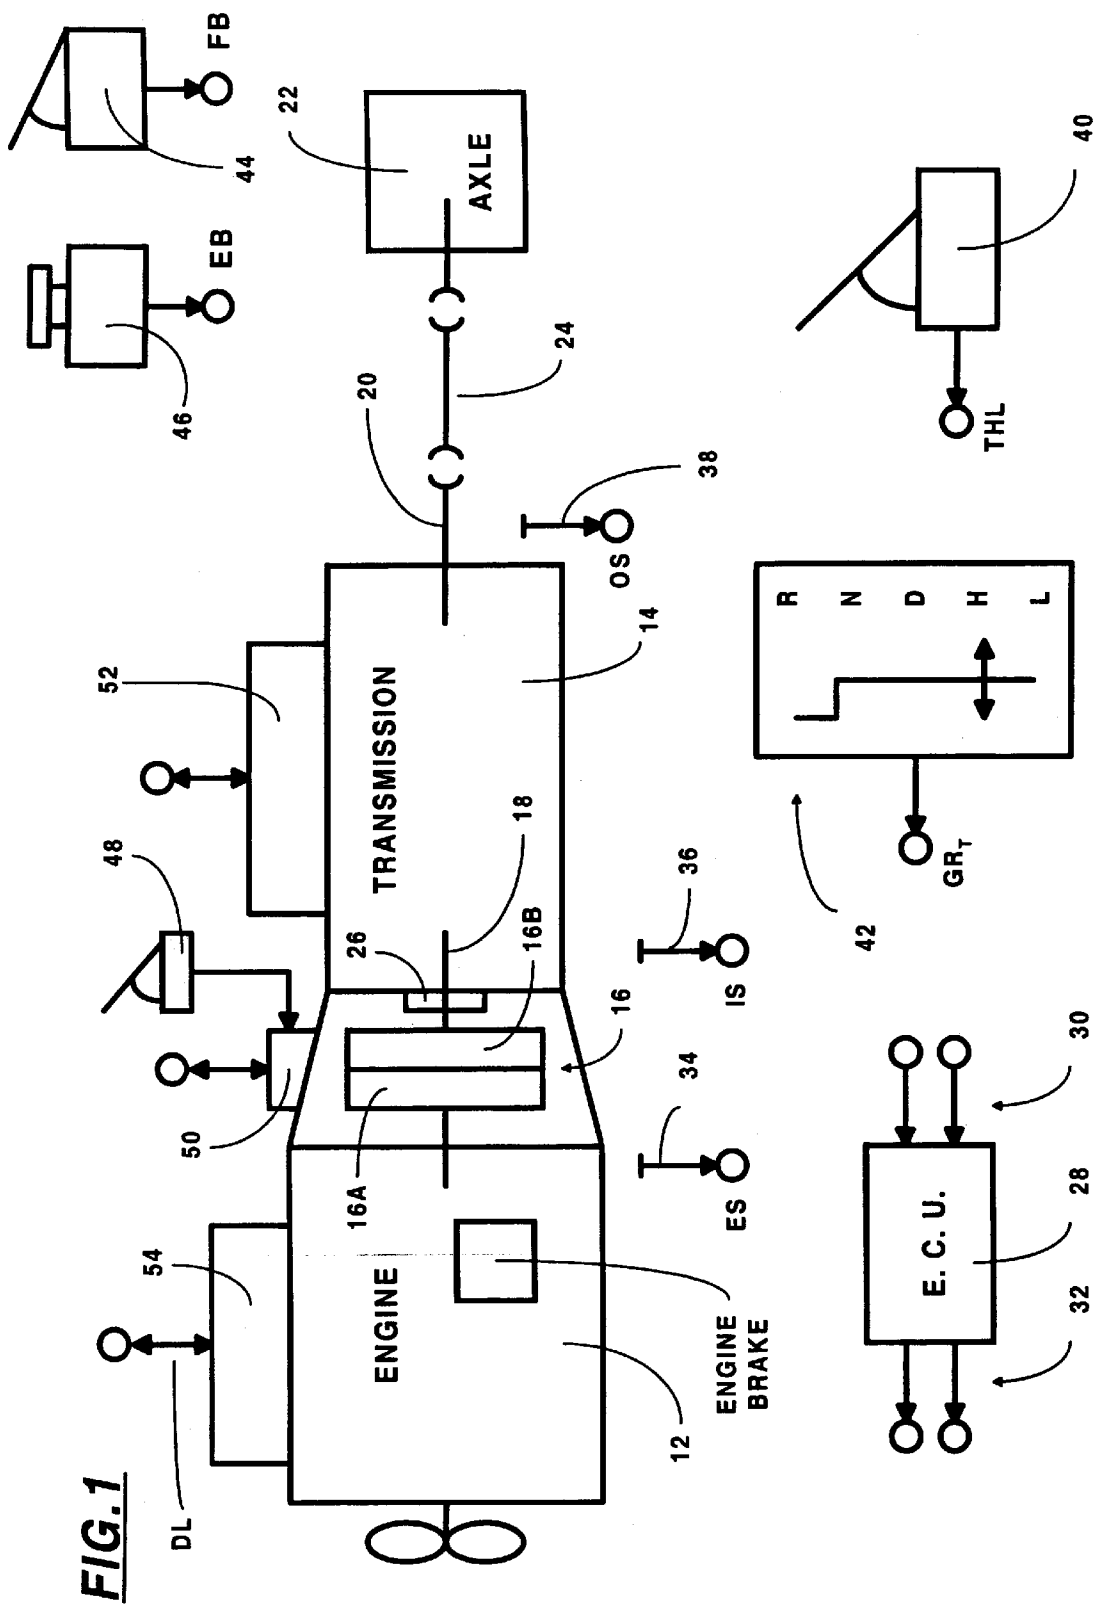 FIG.1
DL
54
50
48
52
46
EB
44
FB
ENGINE
16A
26
18
16B
TRANSMISSION
20
24
22
AXLE
12
ENGINE
BRAKE
ES
34
16
IS
36
14
OS
38
E. C. U.
32
28
30
42
GRT
R
N
D
H
L
THL
40